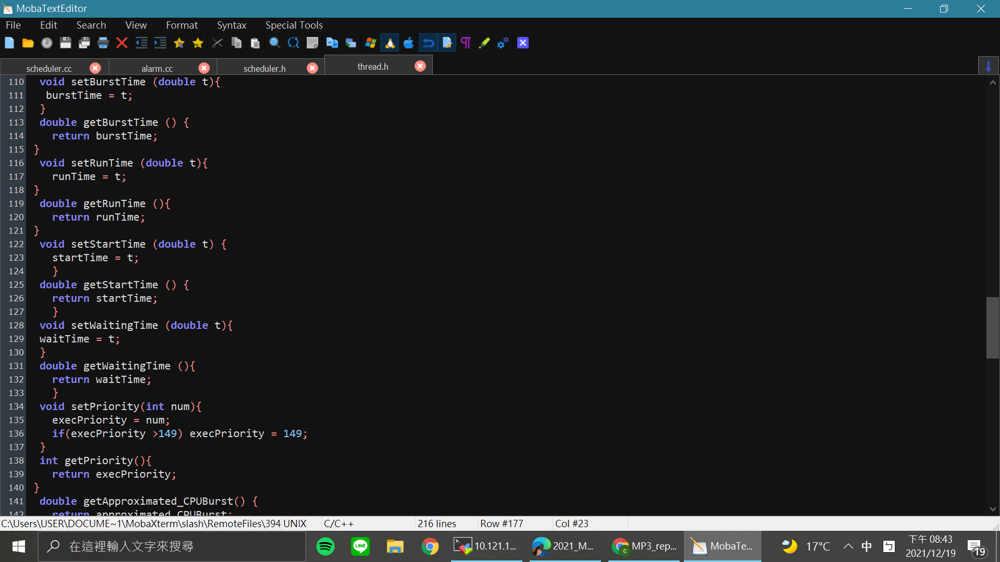 MobaTextEditor
File Edit Search View Format Syntax Special Tools
scheduler.cc alarm.cc scheduler.h thread.h
110 void setBurstTime (double t){
111 burstTime = t;
112 }
113 double getBurstTime () {
114 return burstTime;
115 }
116 void setRunTime (double t){
117 runTime = t;
118 }
119 double getRunTime (){
120 return runTime;
121 }
122 void setStartTime (double t) {
123 startTime = t;
124 }
125 double getStartTime () {
126 return startTime;
127 }
128 void setWaitingTime (double t){
129 waitTime = t;
130 }
131 double getWaitingTime (){
132 return waitTime;
133 }
134 void setPriority(int num){
135 execPriority = num;
136 if(execPriority >149) execPriority = 149;
137 }
138 int getPriority(){
139 return execPriority;
140 }
141 double getApproximated_CPUBurst() {
142 return approximated_CPUBurst;
C:\Users\USER\DOCUME~1\MobaXterm\slash\RemoteFiles\394 UNIX C/C++ 216 lines Row #177 Col #23
在這裡輸入文字來搜尋 LINE 10.121.1... 2021_M... MP3_rep... MobaTe... 17°C 中 ㄅ 下午 08:43
2021/12/19 19